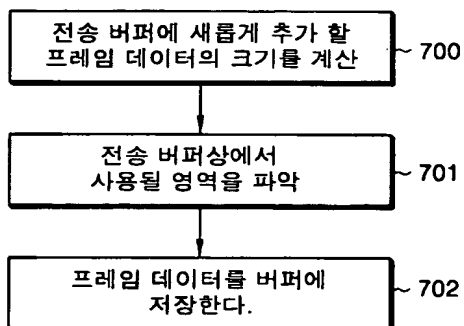 전송 버퍼에 새롭게 추가 할
프레임 데이터의 크기를 계산
700
전송 버퍼상에서
사용될 영역을 파악
701
프레임 데이터를 버퍼에
저장한다.
702